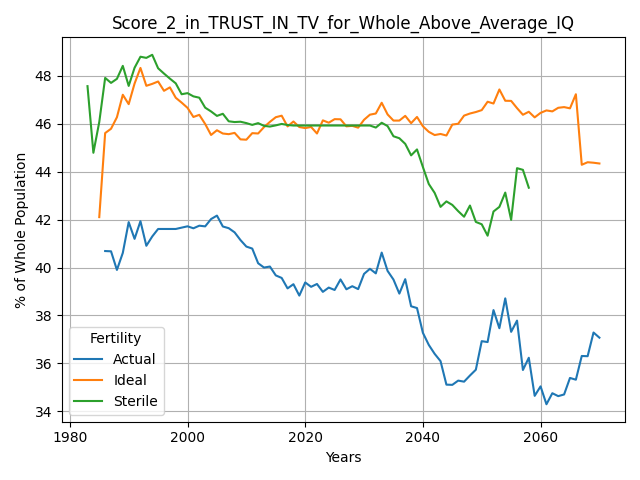 Score_2_in_TRUST_IN_TV_for_Whole_Above_Average_IQ
% of Whole Population
48
46
44
42
40
38
36
34
Fertility
Actual
Ideal
Sterile
1980 2000 2020 2040 2060
Years